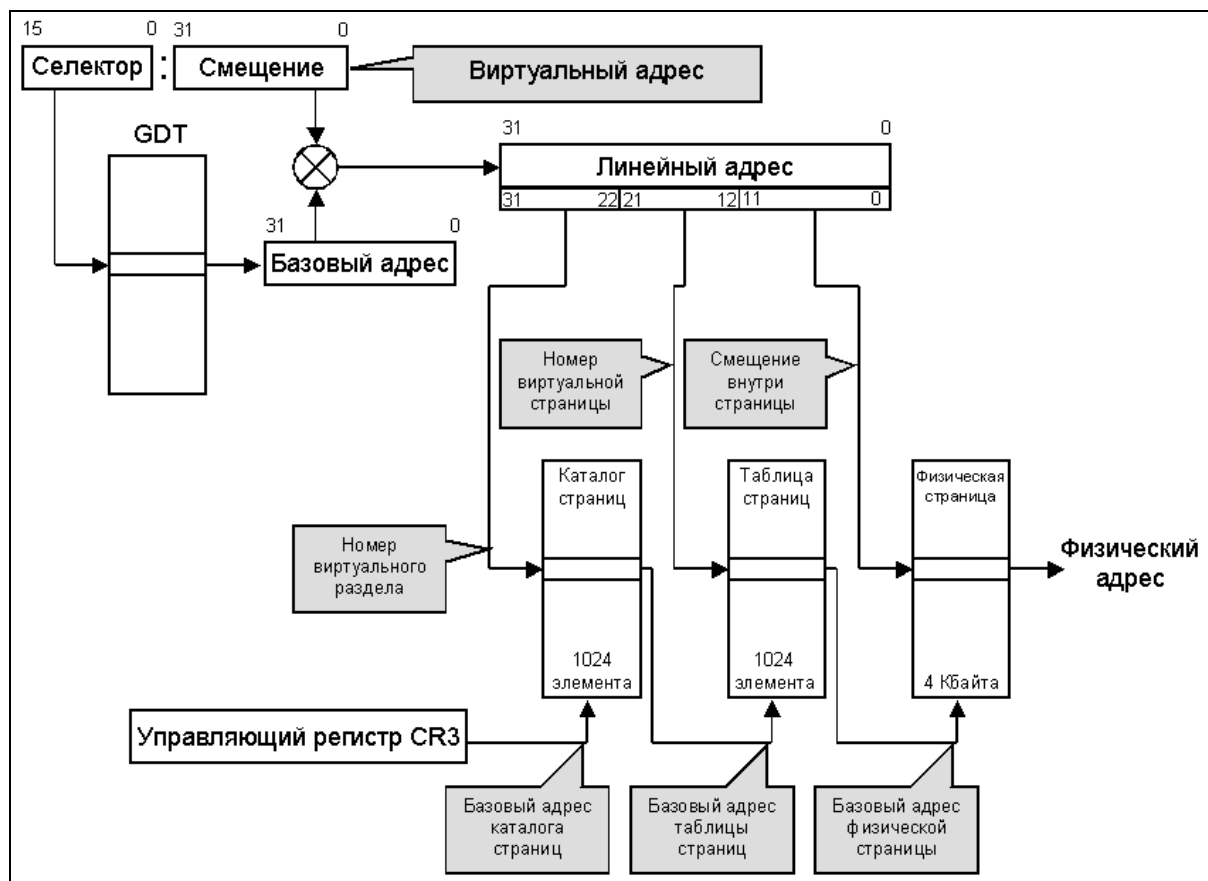 15 0 31 0
Селектор : Смещение
Виртуальный адрес
GDT
31 0
Линейный адрес
31 22 21 12 11 0
31 0
Базовый адрес
Номер
виртуальной
страницы
Смещение
внутри
страницы
Каталог
страниц
Таблица
страниц
Физическая
страница
Номер
виртуального
раздела
Физический
адрес
1024
элемента
1024
элемента
4 Кбайта
Управляющий регистр CR3
Базовый адрес
каталога
страниц
Базовый адрес
таблицы
страниц
Базовый адрес
физической
страницы